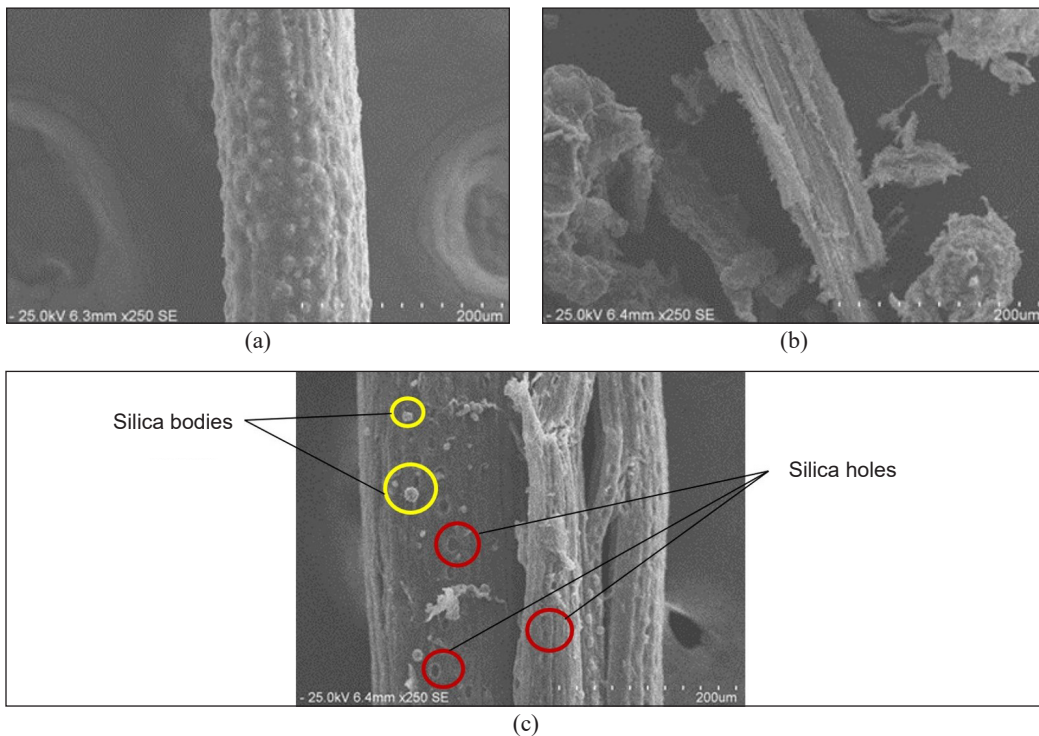 - 25.0kV 6.3mm x250 SE
200um
(a)
- 25.0kV 6.4mm x250 SE
200um
(b)
Silica bodies
Silica holes
- 25.0kV 6.4mm x250 SE
200um
(c)